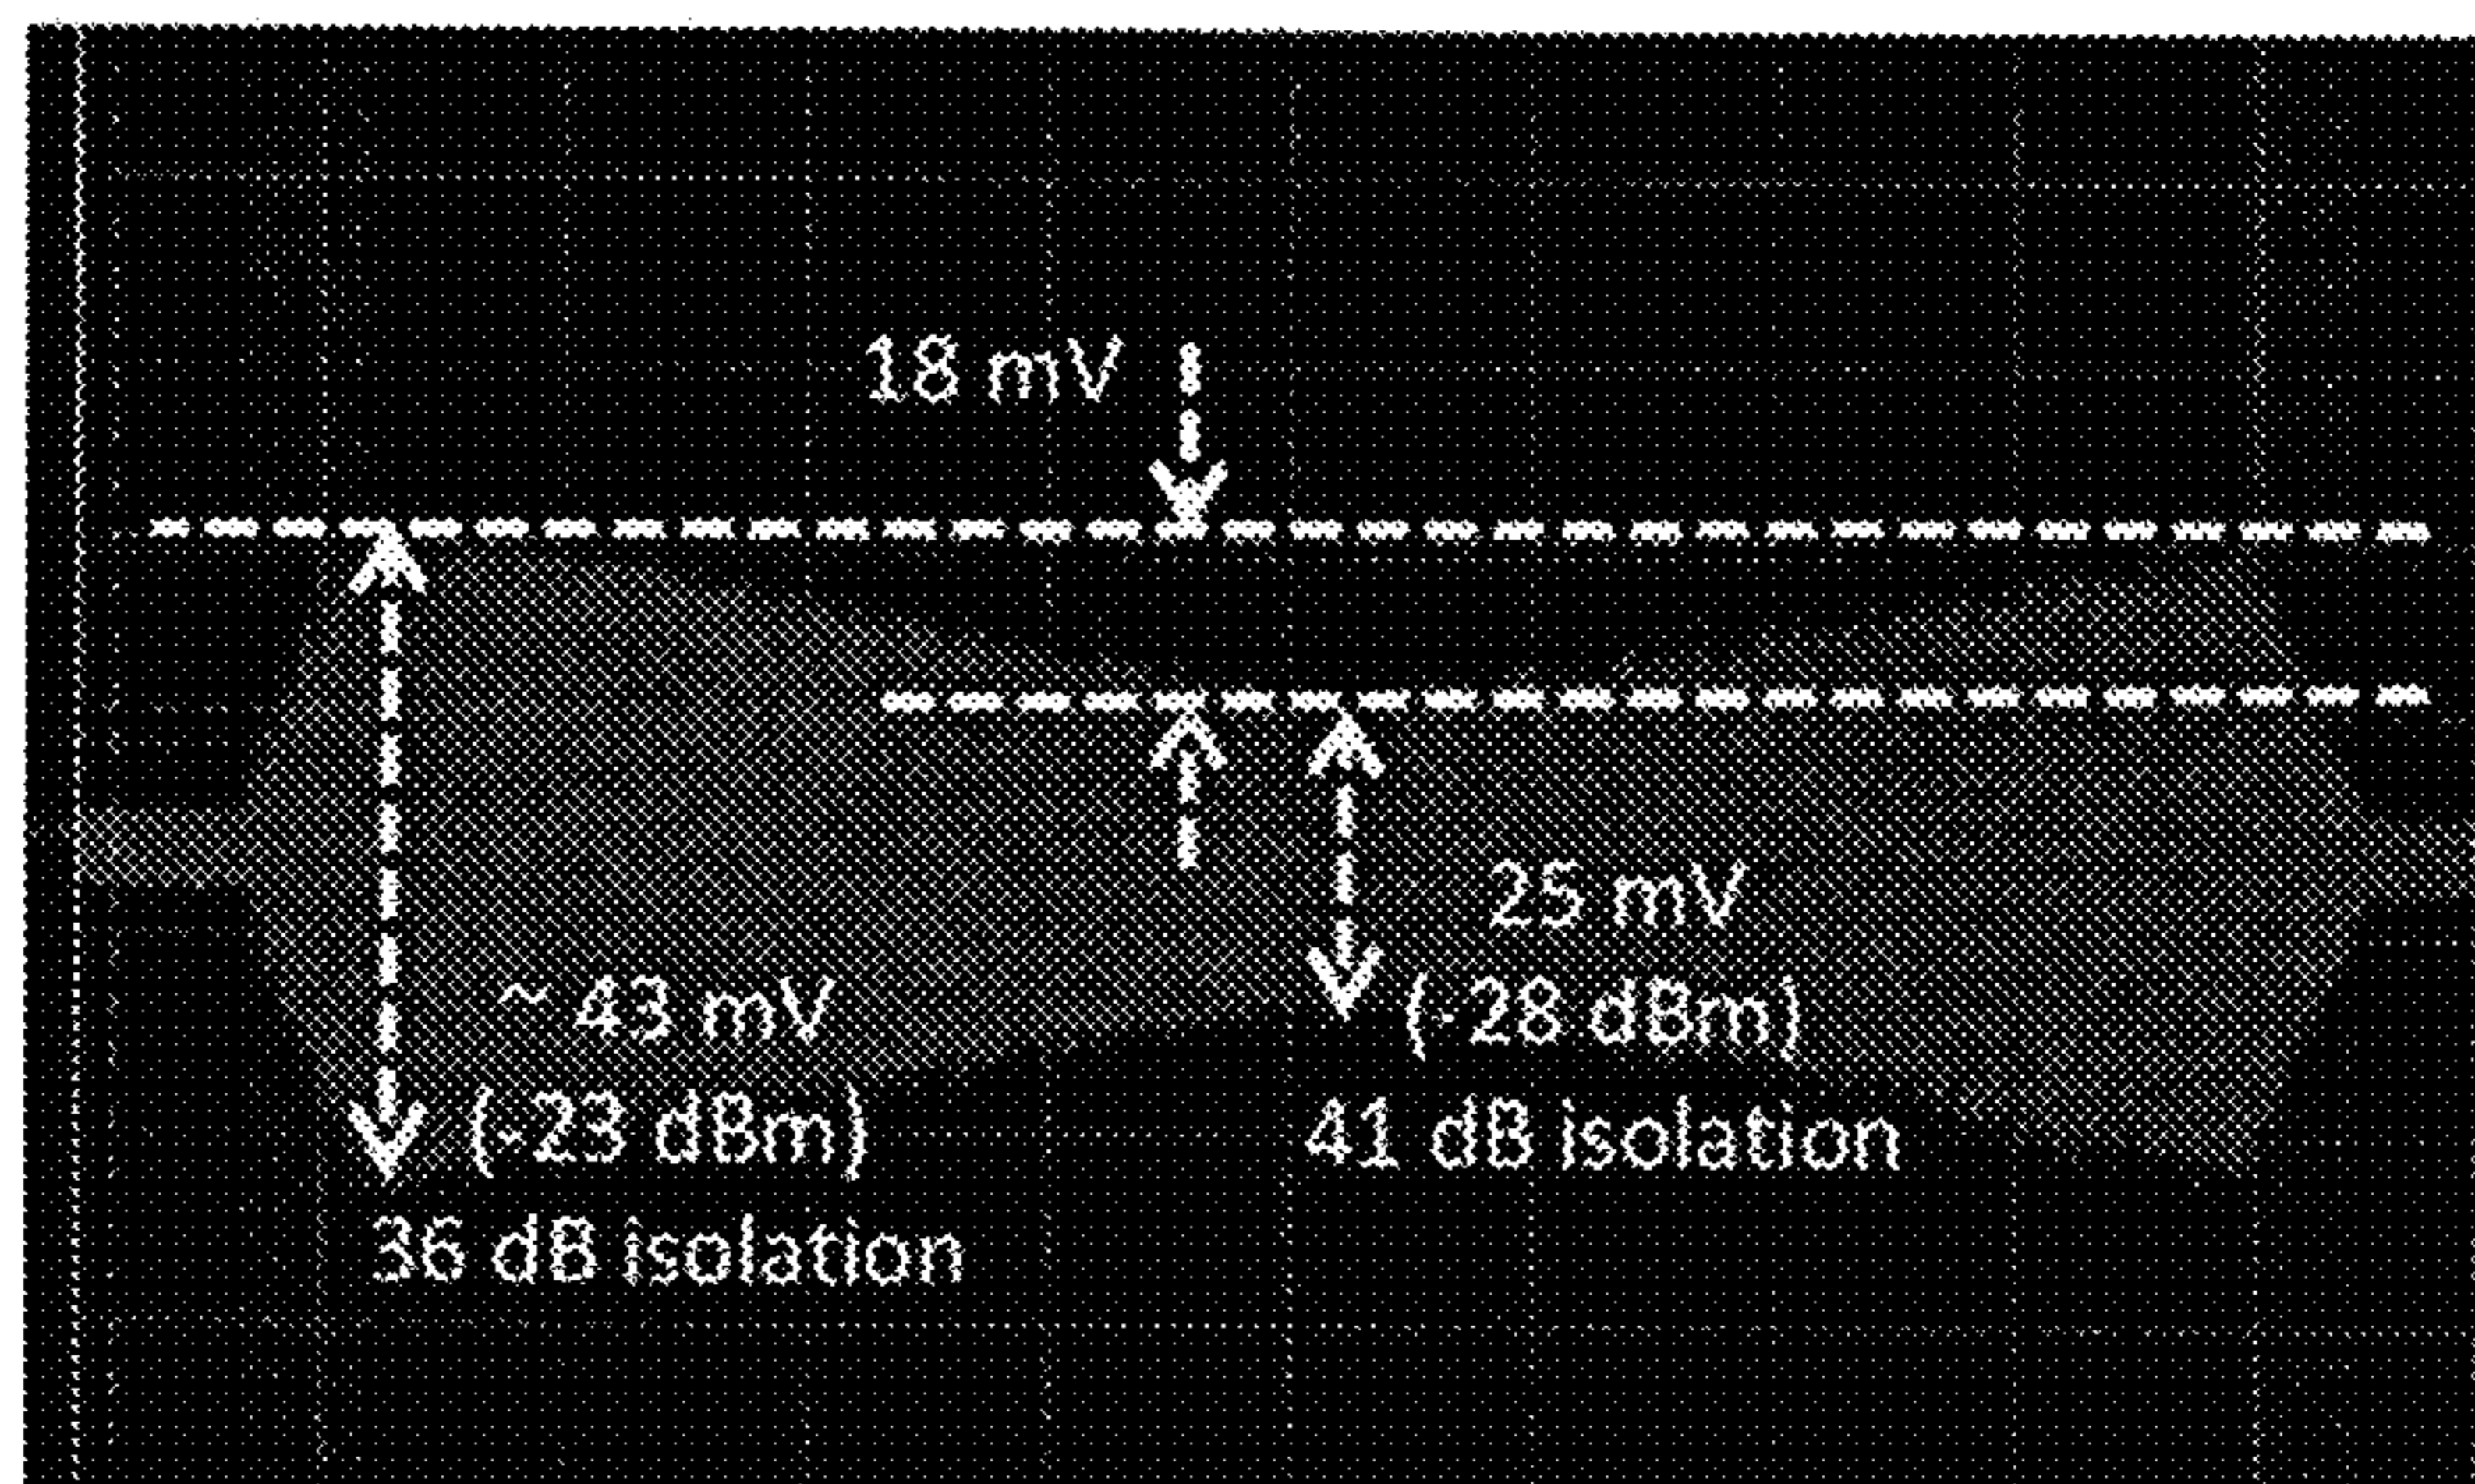 18 mV
~ 43 mV
(-23 dBm)
36 dB isolation
25 mV
(-28 dBm)
41 dB isolation